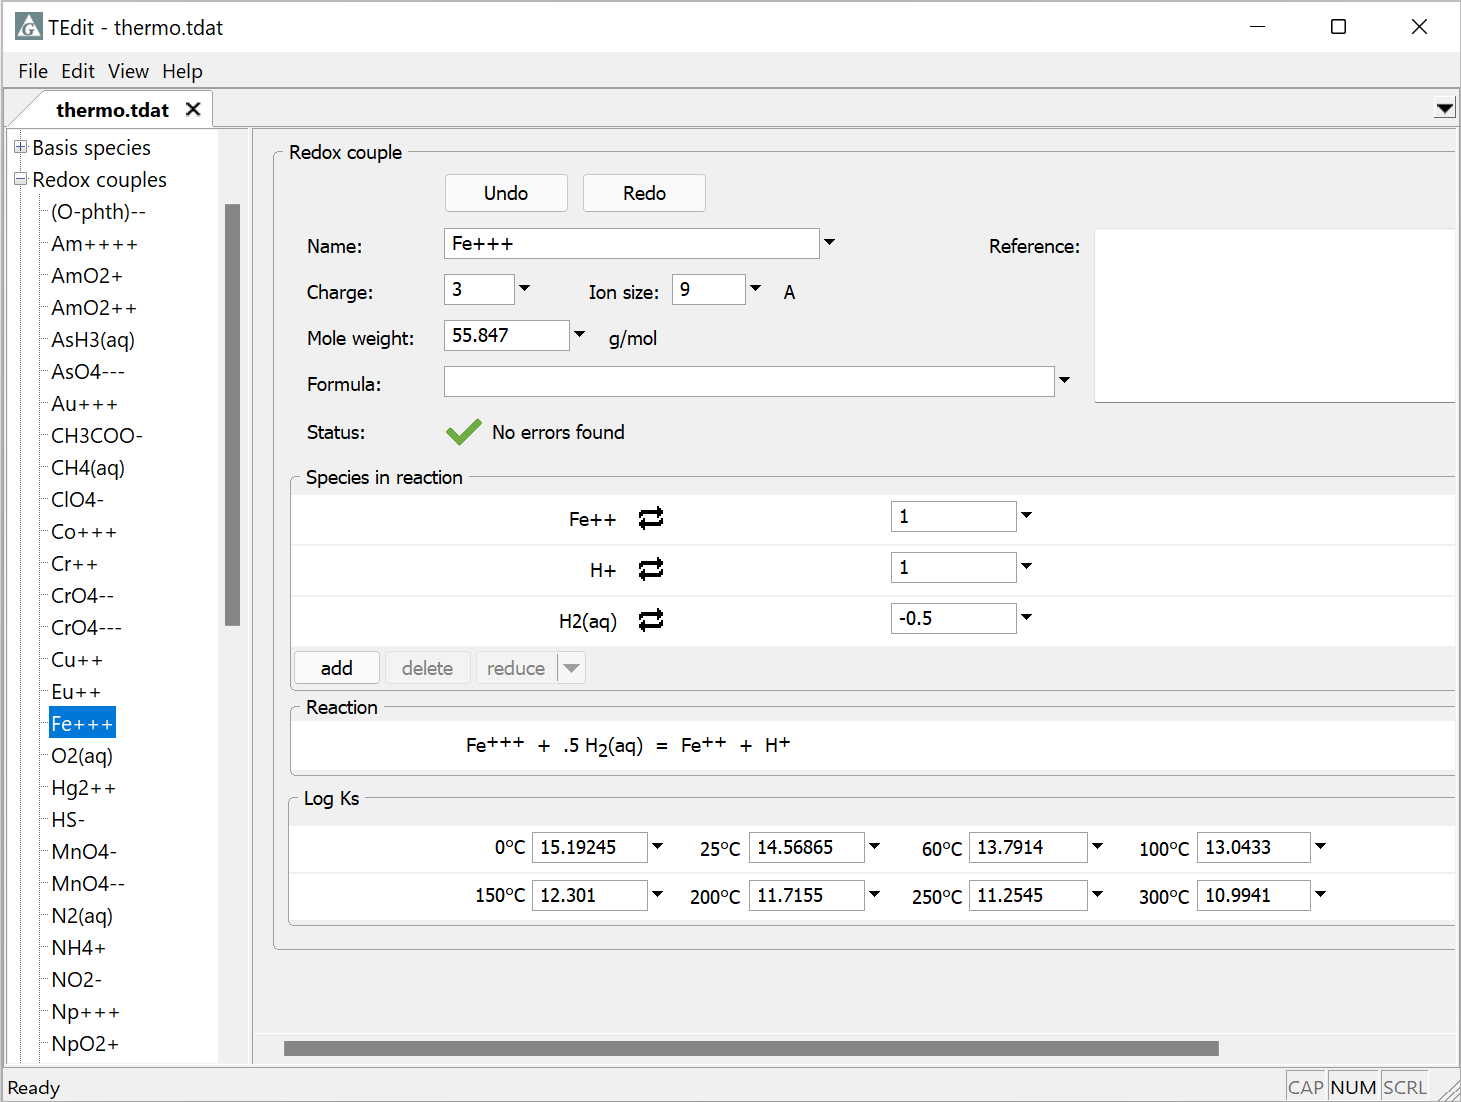 TEdit - thermo.tdat
File Edit View Help
thermo.tdat
Basis species
Redox couples
(O-phth)--
Am++++
AmO2+
AmO2++
AsH3(aq)
AsO4---
Au+++
CH3COO-
CH4(aq)
ClO4-
Co+++
Cr++
CrO4--
CrO4---
Cu++
Eu++
Fe+++
O2(aq)
Hg2++
HS-
MnO4-
MnO4--
N2(aq)
NH4+
NO2-
Np+++
NpO2+
Redox couple
Undo Redo
Name: Fe+++ Reference:
Charge: 3 Ion size: 9 A
Mole weight: 55.847 g/mol
Formula:
Status: No errors found
Species in reaction
Fe++ 1
H+ 1
H2(aq) -0.5
add delete reduce
Reaction
Fe+++ + .5 H2(aq) = Fe++ + H+
Log Ks
0°C 15.19245 25°C 14.56865 60°C 13.7914 100°C 13.0433
150°C 12.301 200°C 11.7155 250°C 11.2545 300°C 10.9941
Ready CAP NUM SCRL